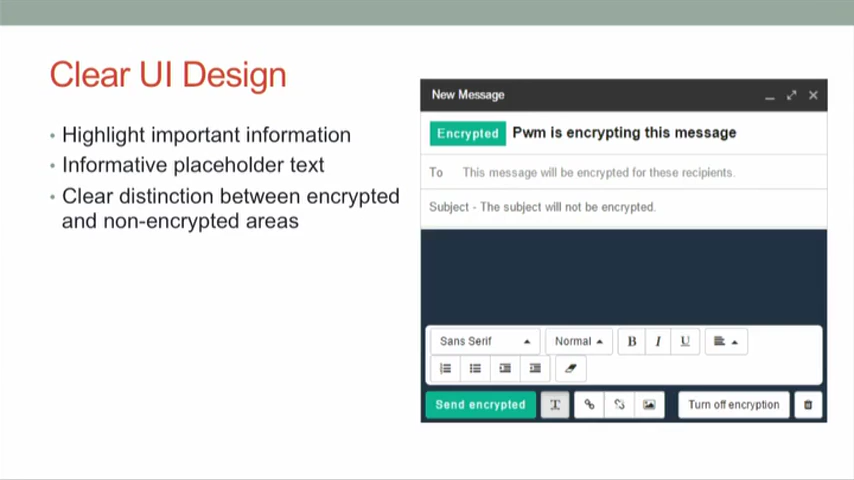 Clear UI Design
• Highlight important information
• Informative placeholder text
• Clear distinction between encrypted
and non-encrypted areas
New Message
Encrypted Pwm is encrypting this message
To This message will be encrypted for these recipients.
Subject - The subject will not be encrypted.
Sans Serif Normal B I U
Send encrypted T Turn off encryption